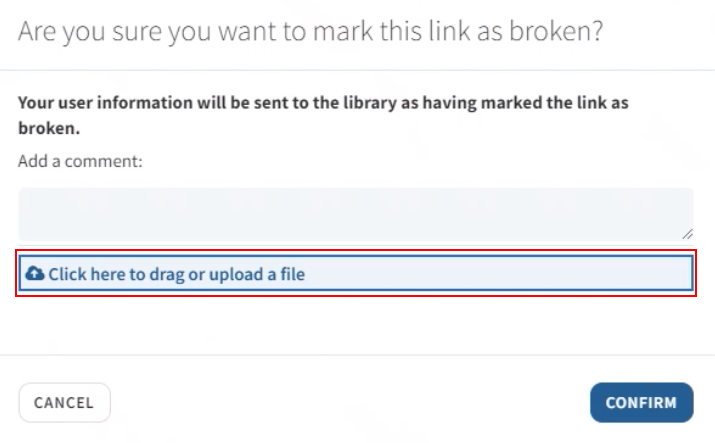 Are you sure you want to mark this link as broken?
Your user information will be sent to the library as having marked the link as
broken.
Add a comment:
Click here to drag or upload a file
CANCEL
CONFIRM